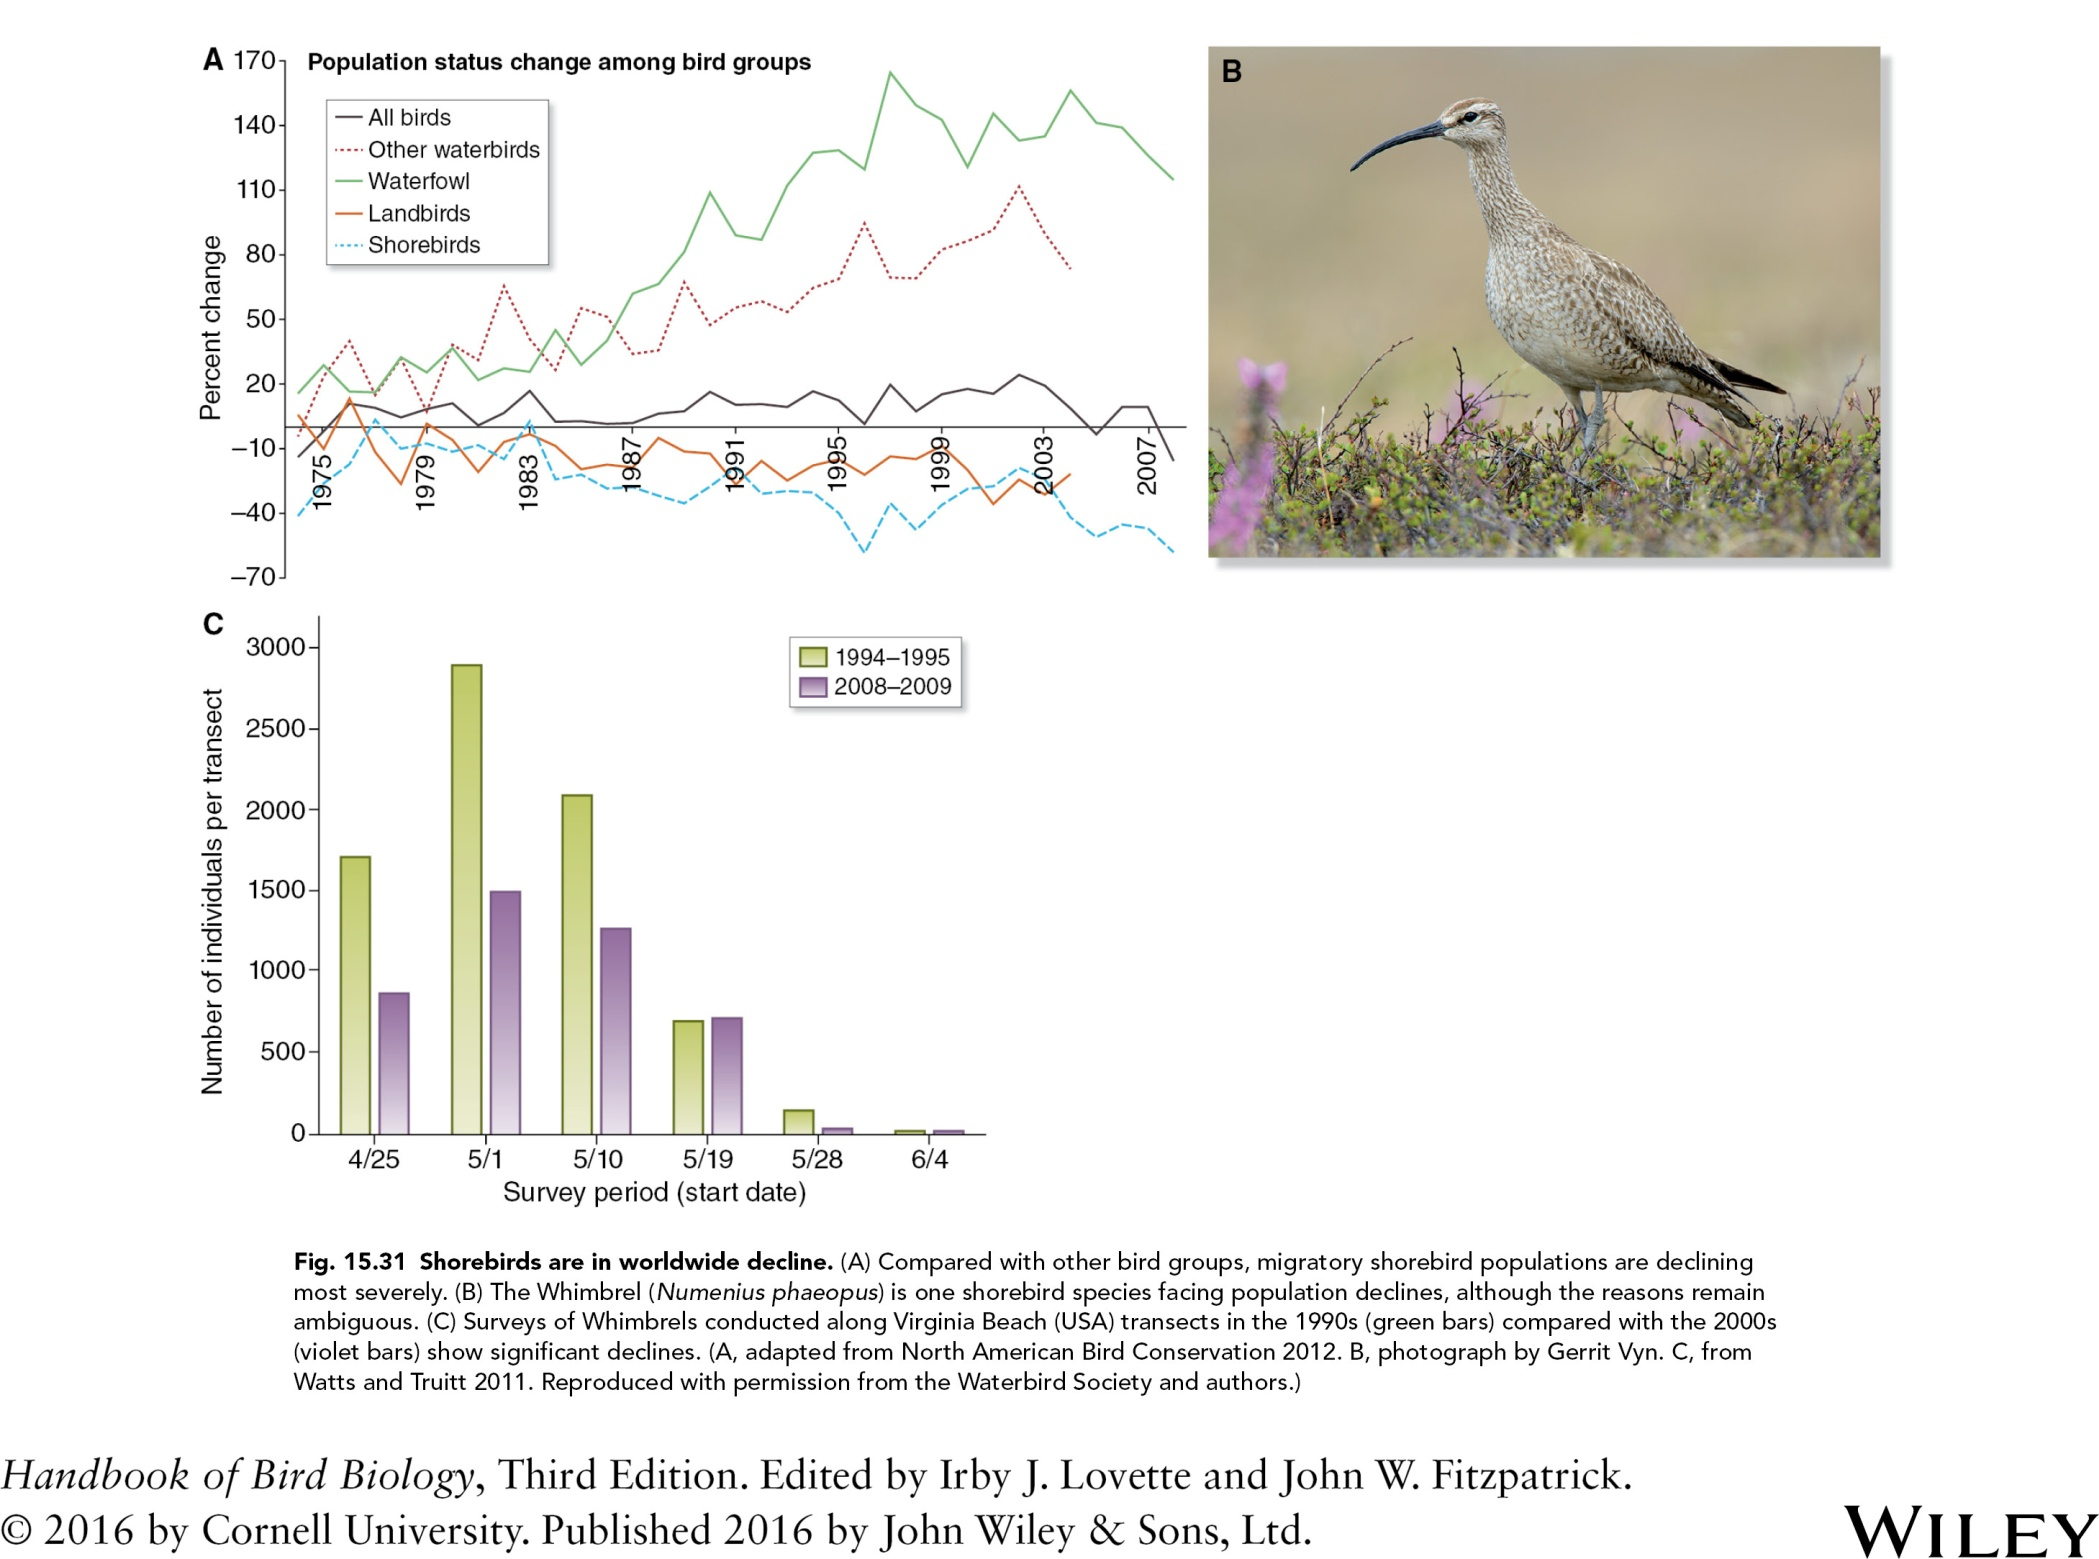 A
Population status change among bird groups
170
140
110
80
50
20
–10
–40
–70
Percent change
All birds
Other waterbirds
Waterfowl
Landbirds
Shorebirds
1975
1979
1983
1987
1991
1995
1999
2003
2007
B
C
3000
2500
2000
1500
1000
500
0
Number of individuals per transect
1994–1995
2008–2009
4/25
5/1
5/10
5/19
5/28
6/4
Survey period (start date)
Fig. 15.31 Shorebirds are in worldwide decline. (A) Compared with other bird groups, migratory shorebird populations are declining
most severely. (B) The Whimbrel (Numenius phaeopus) is one shorebird species facing population declines, although the reasons remain
ambiguous. (C) Surveys of Whimbrels conducted along Virginia Beach (USA) transects in the 1990s (green bars) compared with the 2000s
(violet bars) show significant declines. (A, adapted from North American Bird Conservation 2012. B, photograph by Gerrit Vyn. C, from
Watts and Truitt 2011. Reproduced with permission from the Waterbird Society and authors.)
Handbook of Bird Biology, Third Edition. Edited by Irby J. Lovette and John W. Fitzpatrick.
© 2016 by Cornell University. Published 2016 by John Wiley & Sons, Ltd.
WILEY